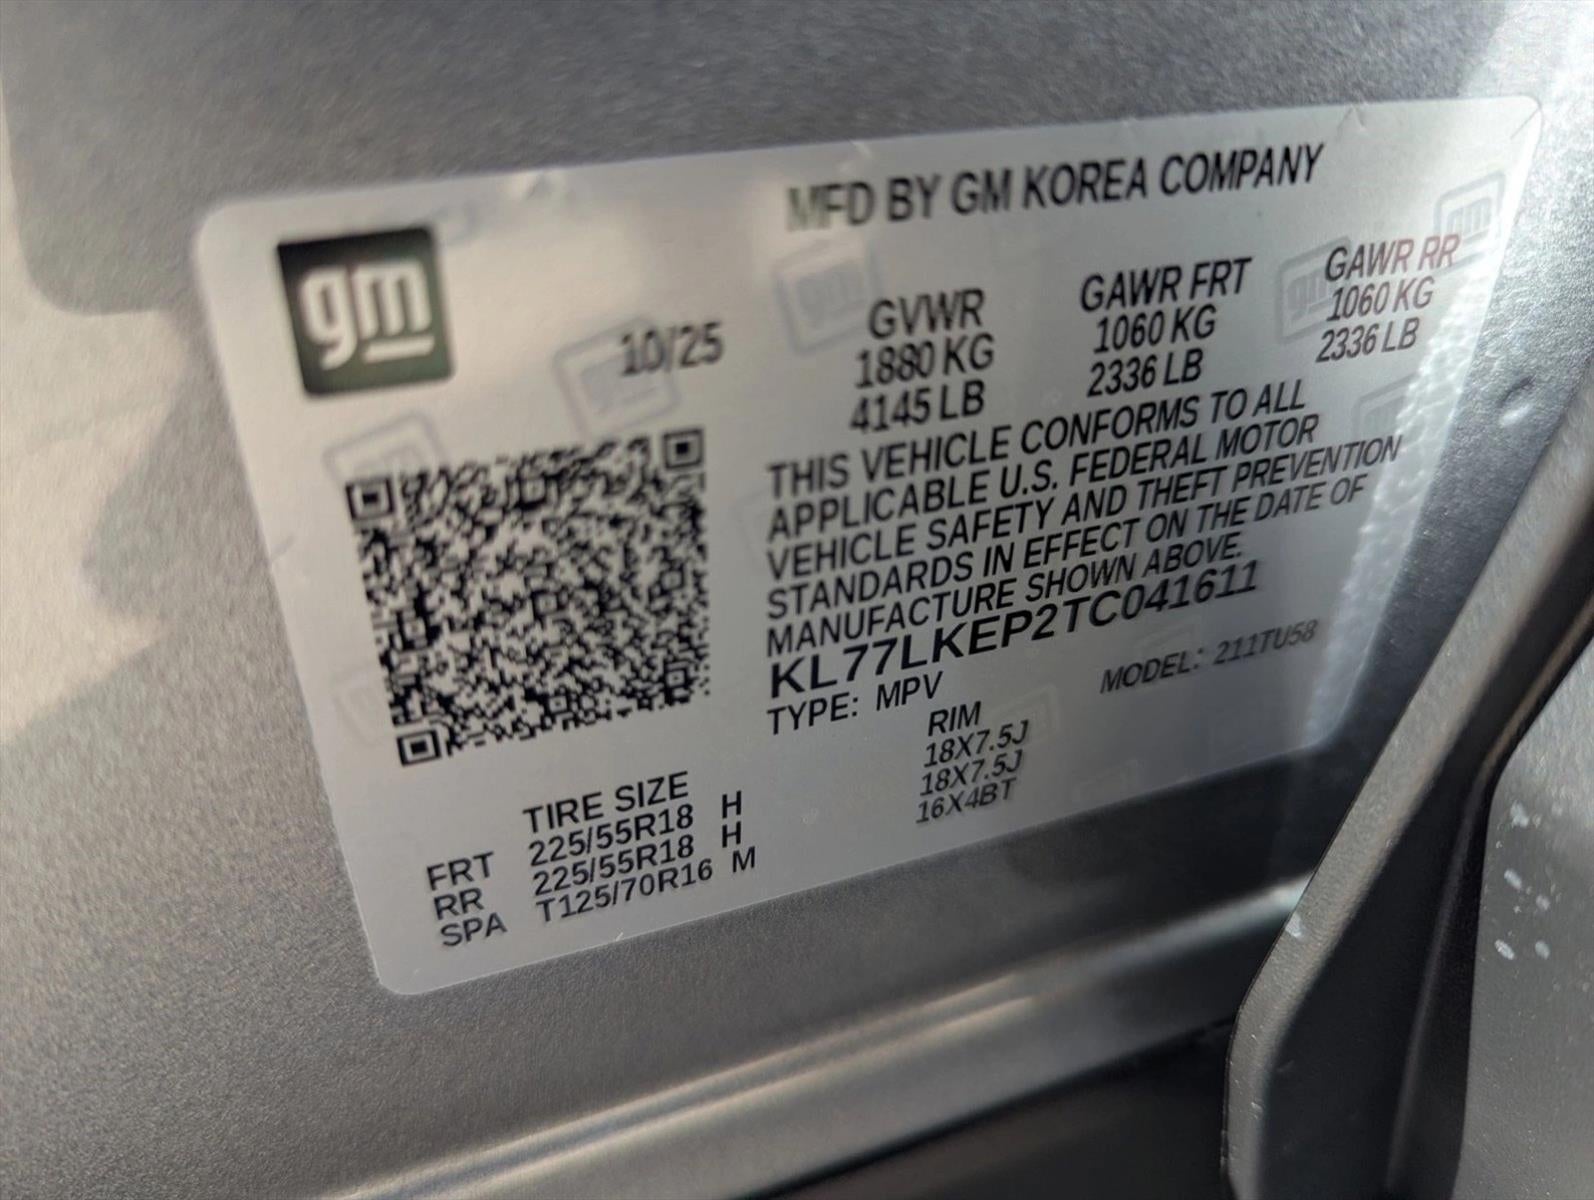 MFD BY GM KOREA COMPANY
gm
10/25
GVWR GAWR FRT GAWR RR
1880 KG 1060 KG 1060 KG
4145 LB 2336 LB 2336 LB
THIS VEHICLE CONFORMS TO ALL
APPLICABLE U.S. FEDERAL MOTOR
VEHICLE SAFETY AND THEFT PREVENTION
STANDARDS IN EFFECT ON THE DATE OF
MANUFACTURE SHOWN ABOVE.
KL77LKEP2TC041611
TYPE: MPV MODEL: 211TU58
TIRE SIZE RIM
FRT 225/55R18 H 18X7.5J
RR 225/55R18 H 18X7.5J
SPA T125/70R16 M 16X4BT